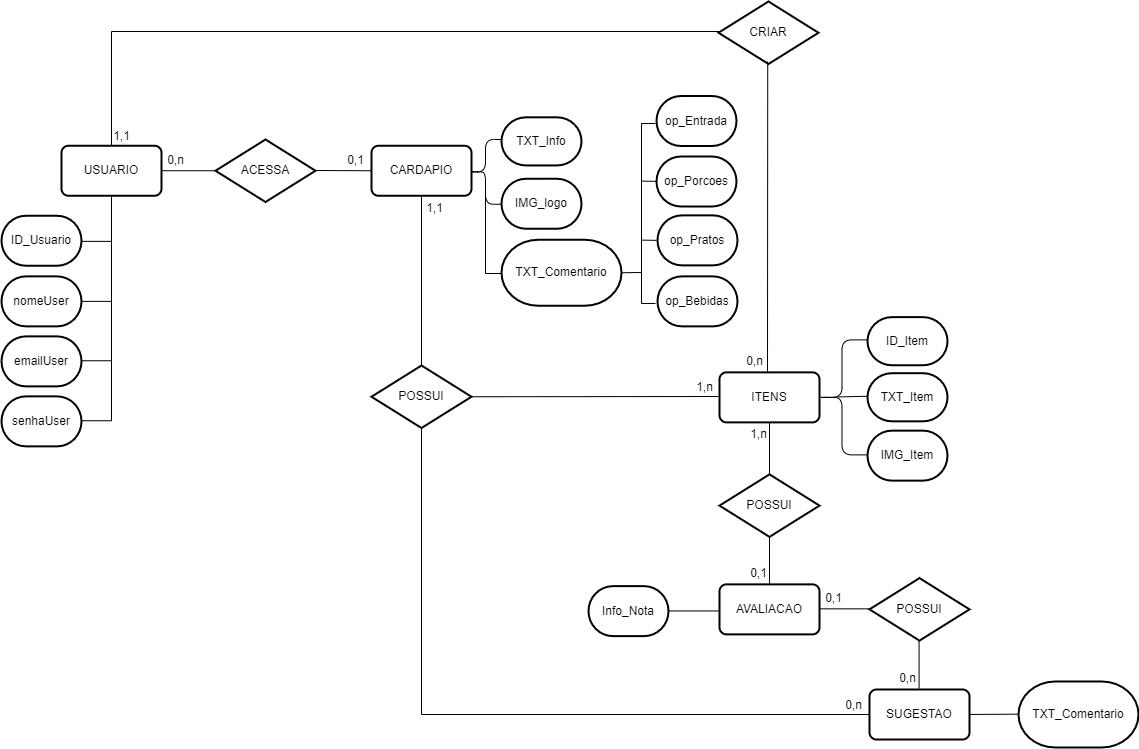 CRIAR
1,1
USUARIO
0,n
ACESSA
0,1
CARDAPIO
1,1
TXT_Info
IMG_logo
TXT_Comentario
op_Entrada
op_Porcoes
op_Pratos
op_Bebidas
ID_Usuario
nomeUser
emailUser
senhaUser
POSSUI
1,n
0,n
ITENS
1,n
ID_Item
TXT_Item
IMG_Item
POSSUI
0,1
Info_Nota
AVALIACAO
0,1
POSSUI
0,n
0,n
SUGESTAO
TXT_Comentario